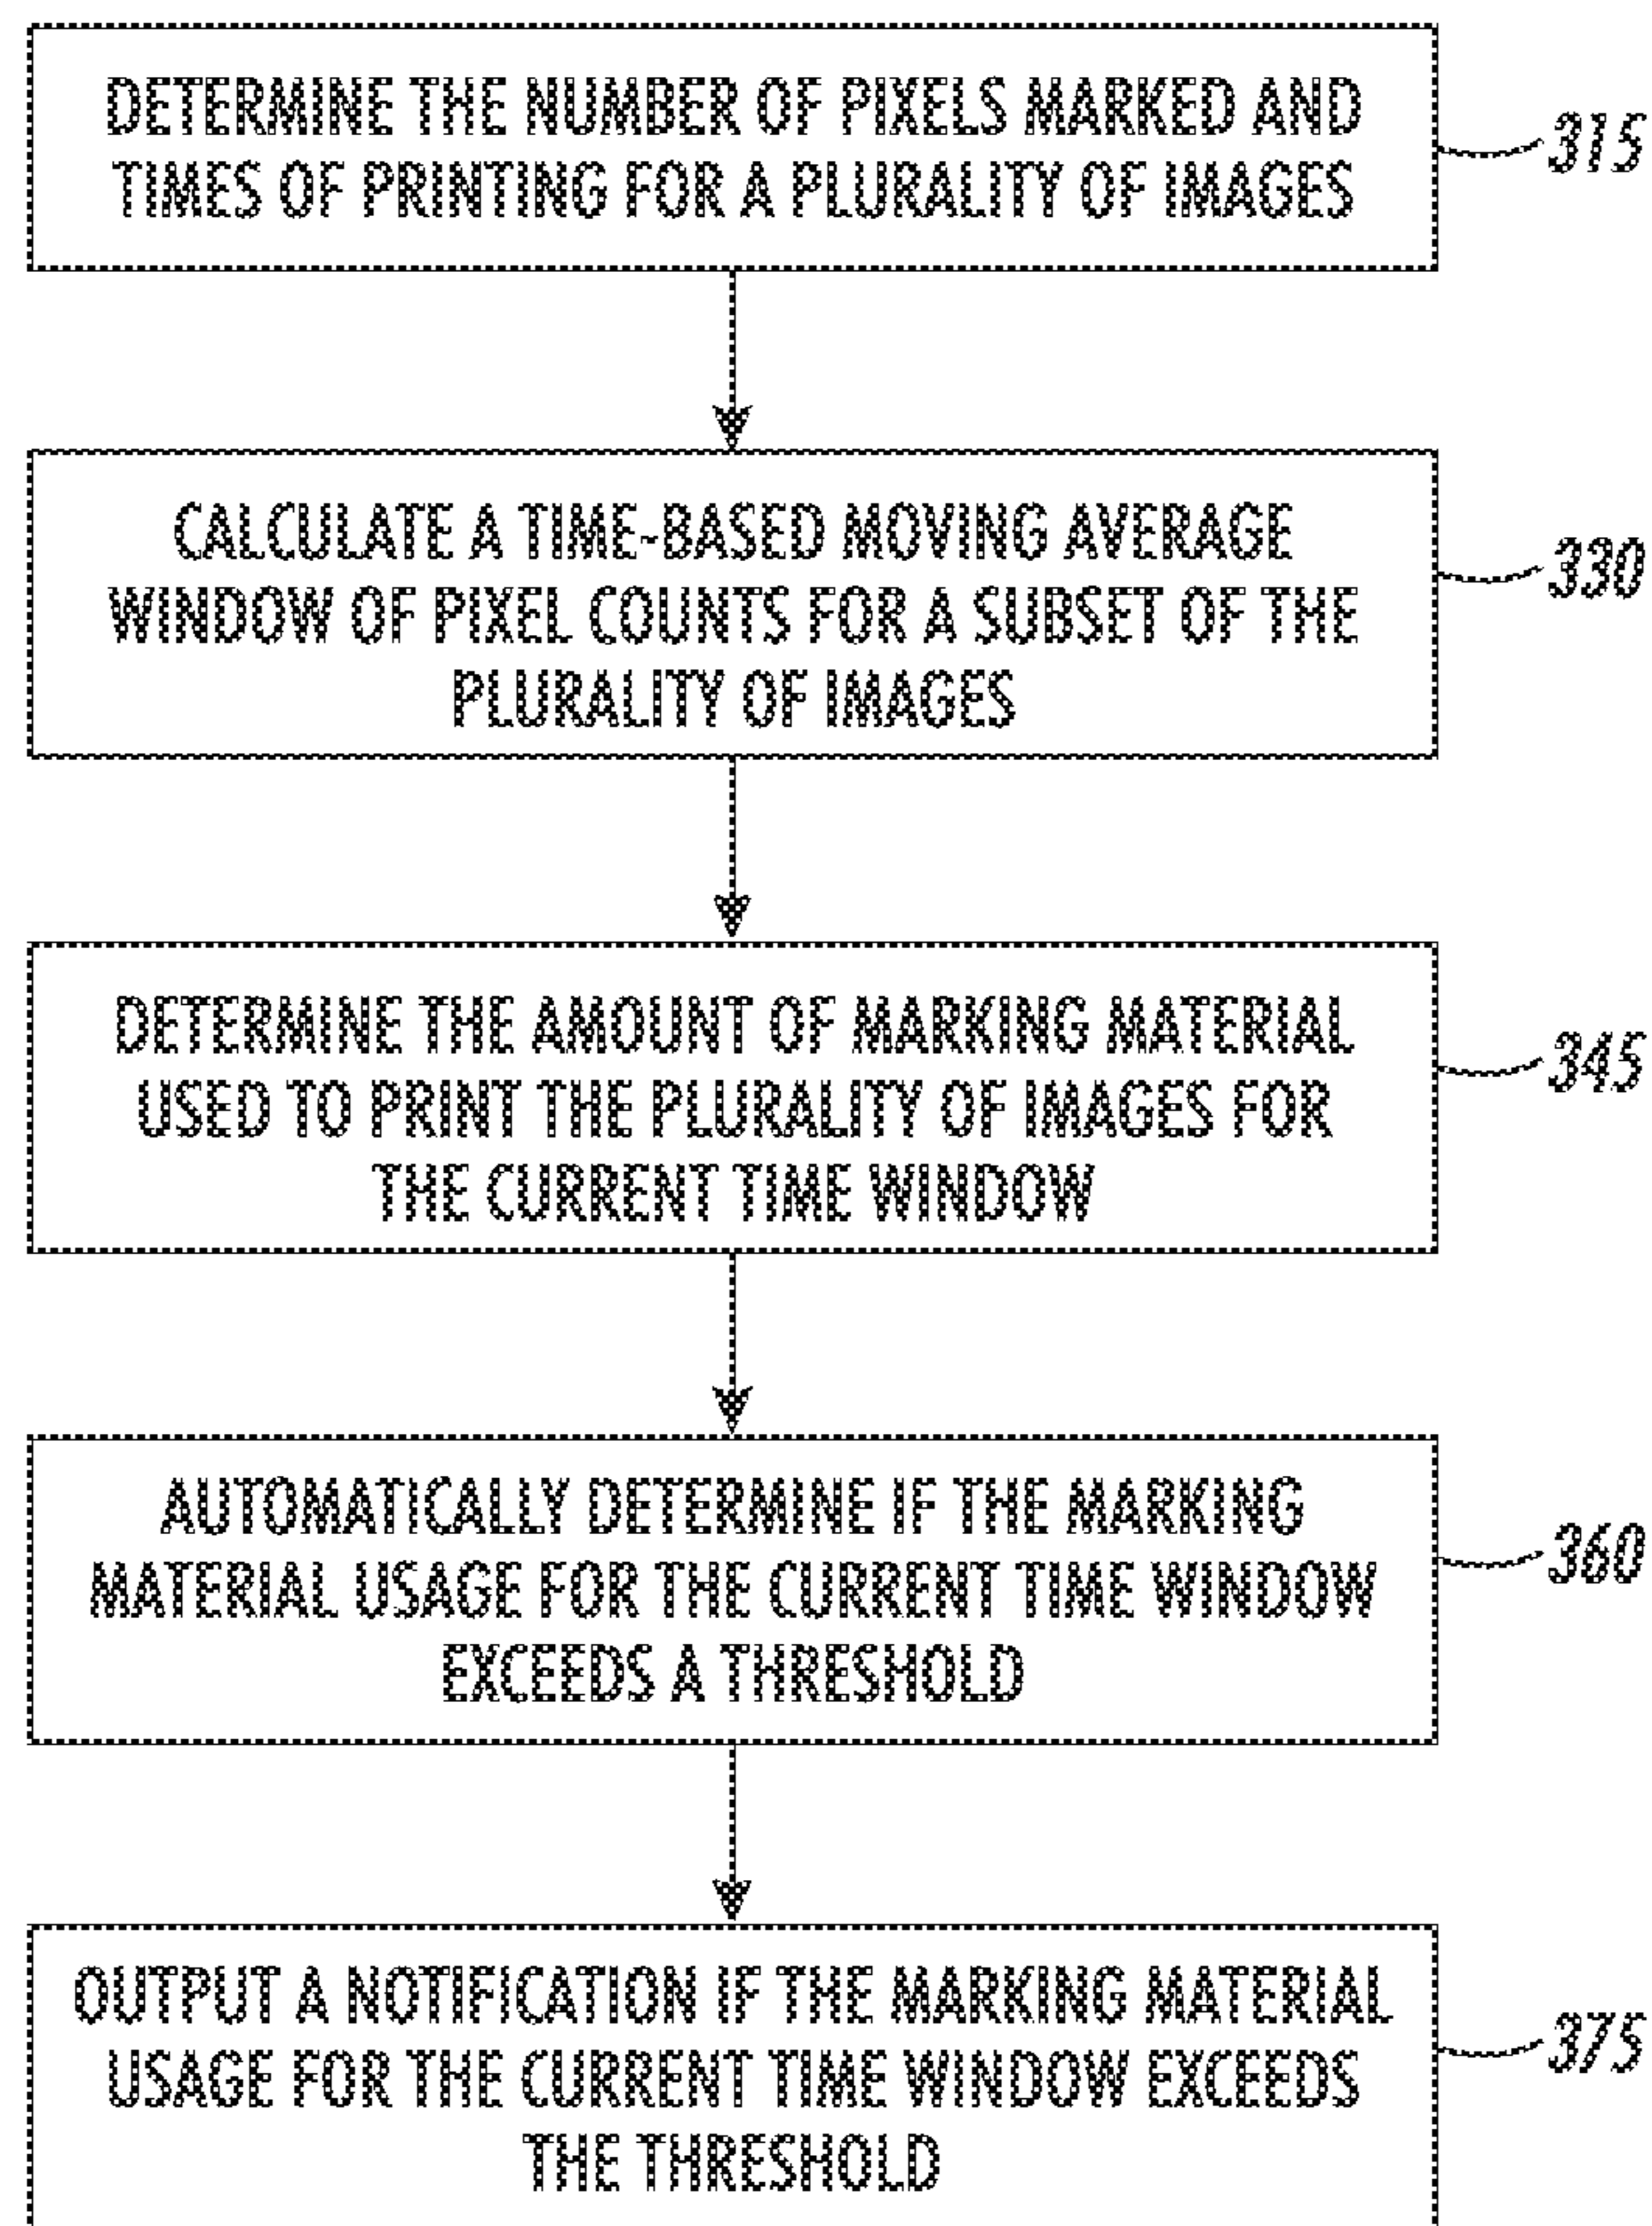 DETERMINE THE NUMBER OF PIXELS MARKED AND
TIMES OF PRINTING FOR A PLURALITY OF IMAGES
315
CALCULATE A TIME-BASED MOVING AVERAGE
WINDOW OF PIXEL COUNTS FOR A SUBSET OF THE
PLURALITY OF IMAGES
330
DETERMINE THE AMOUNT OF MARKING MATERIAL
USED TO PRINT THE PLURALITY OF IMAGES FOR
THE CURRENT TIME WINDOW
345
AUTOMATICALLY DETERMINE IF THE MARKING
MATERIAL USAGE FOR THE CURRENT TIME WINDOW
EXCEEDS A THRESHOLD
360
OUTPUT A NOTIFICATION IF THE MARKING MATERIAL
USAGE FOR THE CURRENT TIME WINDOW EXCEEDS
THE THRESHOLD
375